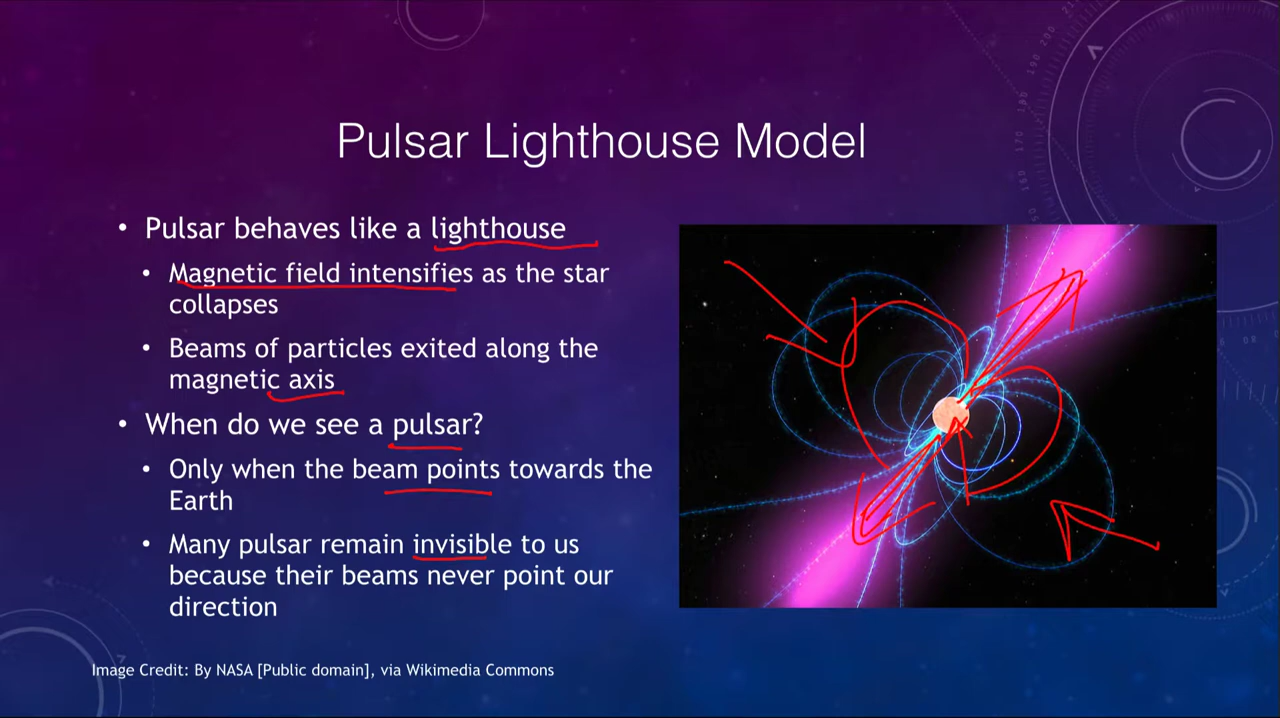 Pulsar Lighthouse Model
• Pulsar behaves like a lighthouse
• Magnetic field intensifies as the star
collapses
• Beams of particles exited along the
magnetic axis
• When do we see a pulsar?
• Only when the beam points towards the
Earth
• Many pulsar remain invisible to us
because their beams never point our
direction
Image Credit: By NASA [Public domain], via Wikimedia Commons